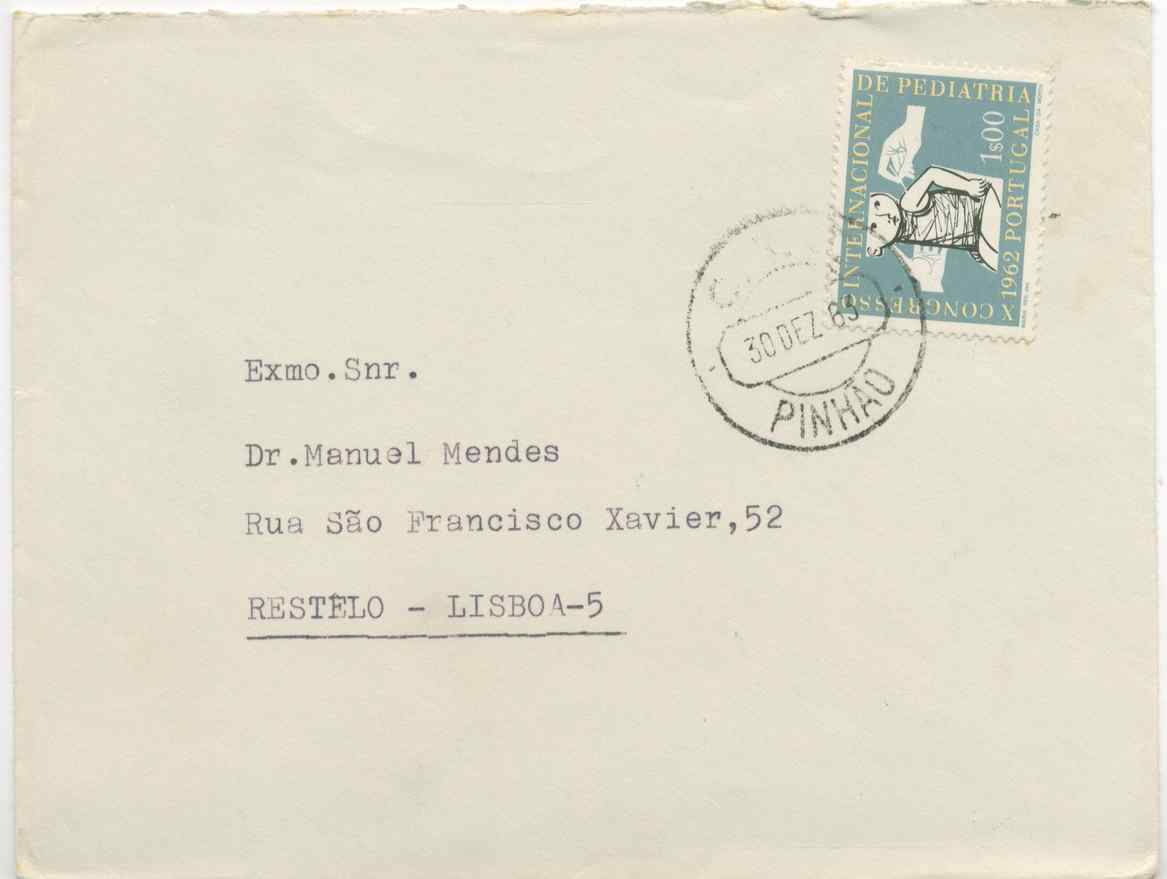 DE PEDIATRIA
X CONGRESSO INTERNACIONAL
1$00
1962 PORTUGAL
30 DEZ 63
PINHÃO
Exmo.Snr.
Dr.Manuel Mendes
Rua São Francisco Xavier,52
RESTÊLO - LISBOA-5